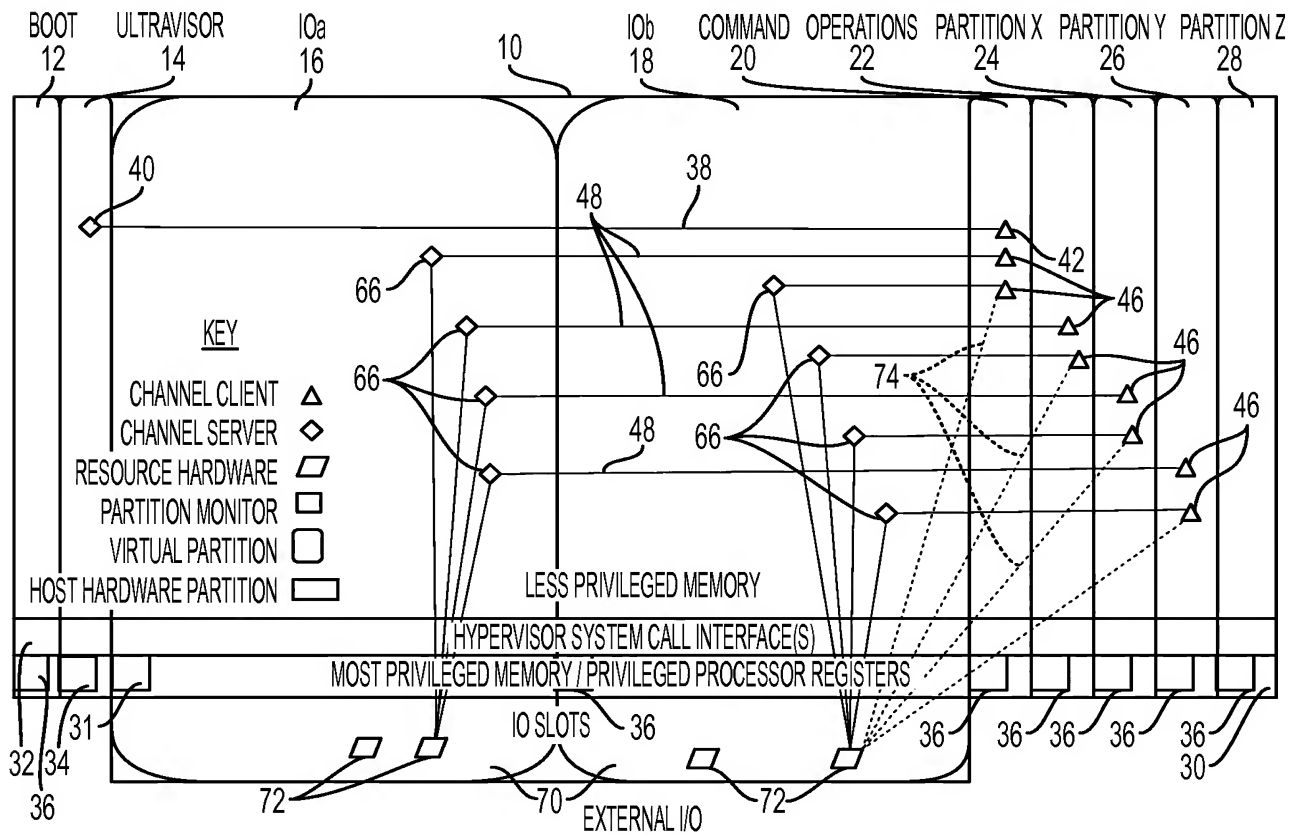 BOOT ULTRAVISOR IOa IOb COMMAND OPERATIONS PARTITION X PARTITION Y PARTITION Z
12 14 16 10 18 20 22 24 26 28
40 38
48
42
66 46
KEY
66 66 74 46
CHANNEL CLIENT
CHANNEL SERVER 66 48 46
RESOURCE HARDWARE
PARTITION MONITOR
VIRTUAL PARTITION
HOST HARDWARE PARTITION LESS PRIVILEGED MEMORY
HYPERVISOR SYSTEM CALL INTERFACE(S)
MOST PRIVILEGED MEMORY / PRIVILEGED PROCESSOR REGISTERS
31 IO SLOTS 36 36 36 36 36 36
32 34 30
36 72 70 72
EXTERNAL I/O